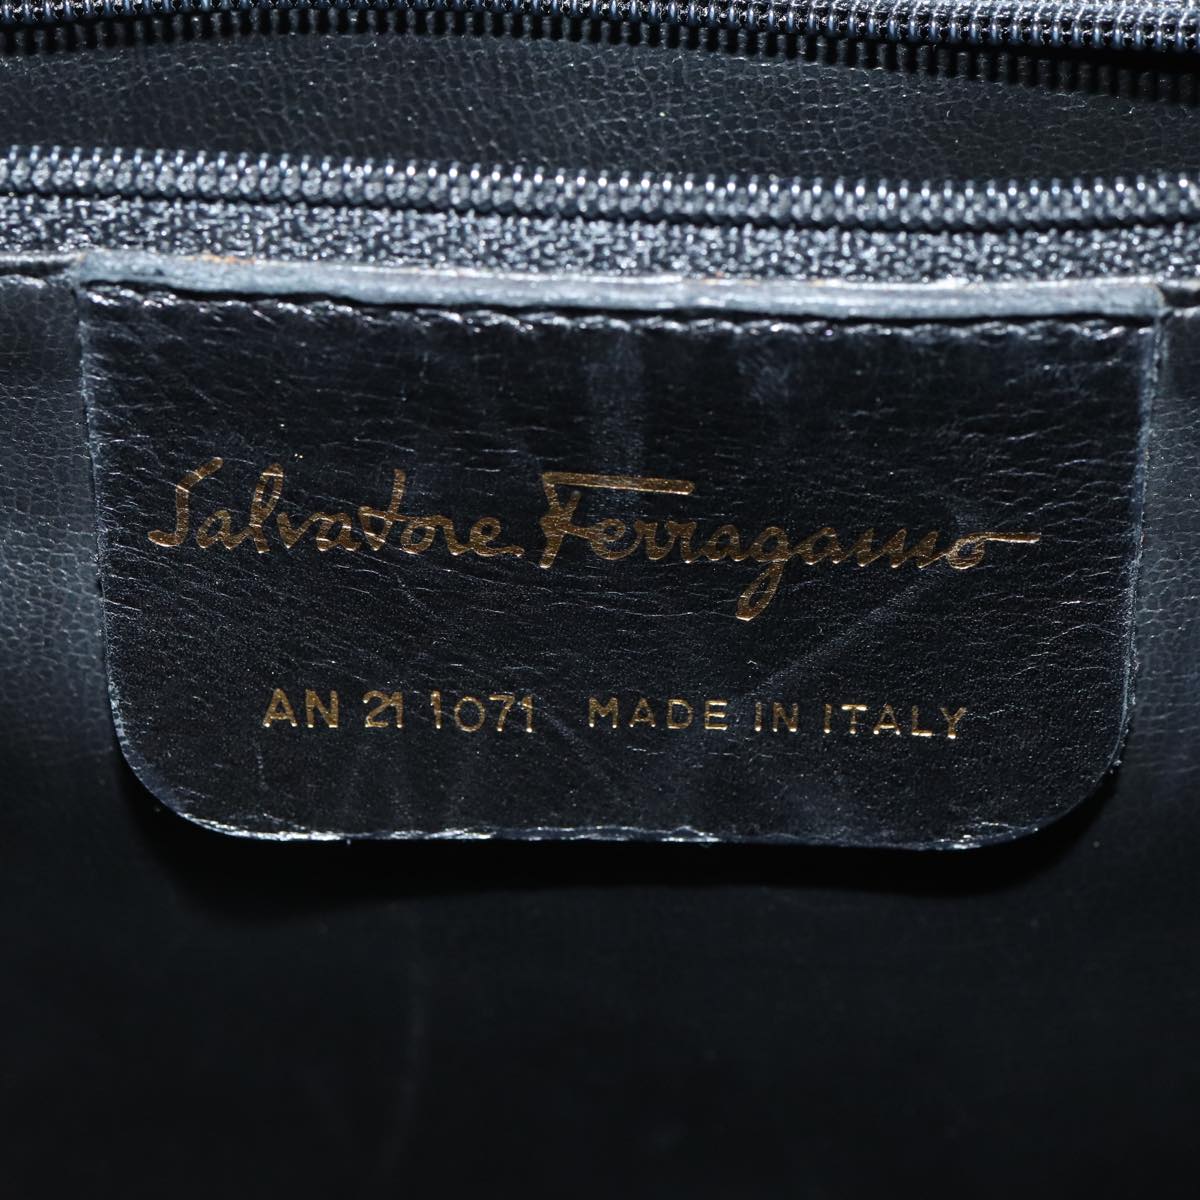 Salvatore Ferragamo
AN 21 1071 MADE IN ITALY